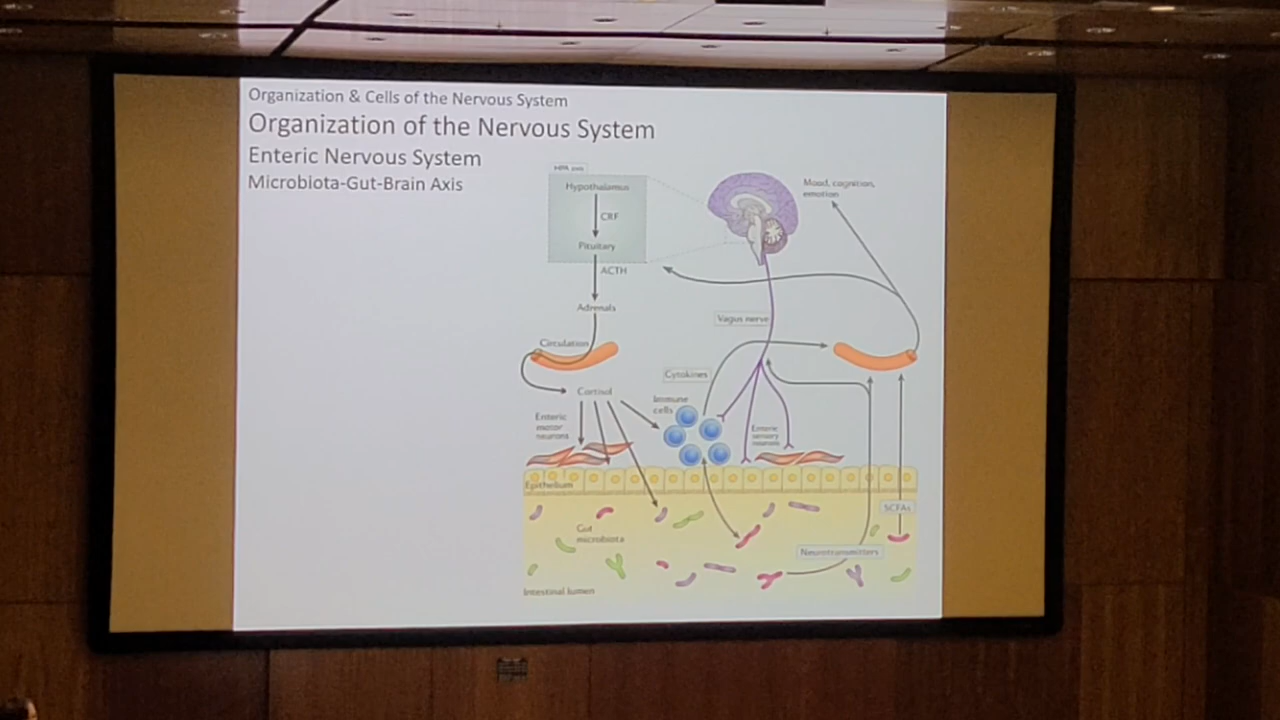 Organization & Cells of the Nervous System
Organization of the Nervous System
Enteric Nervous System
Microbiota-Gut-Brain Axis
HPA axis
Hypothalamus
CRF
Pituitary
ACTH
Adrenals
Circulation
Cortisol
Enteric
motor
neurons
Mood, cognition,
emotion
Vagus nerve
Cytokines
Immune
cells
Enteric
sensory
neurons
Epithelium
Gut
microbiota
SCFAs
Neurotransmitters
Intestinal lumen